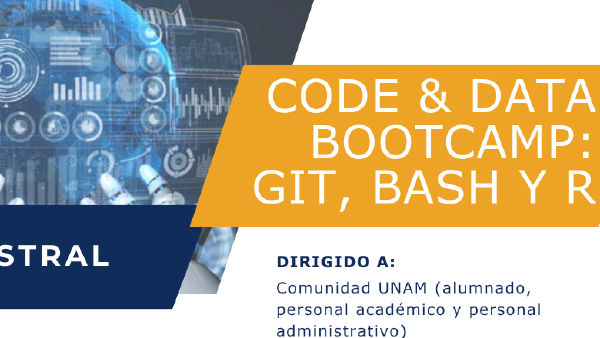 CODE & DATA
BOOTCAMP:
GIT, BASH Y R
STRAL
DIRIGIDO A:
Comunidad UNAM (alumnado,
personal académico y personal
administrativo)